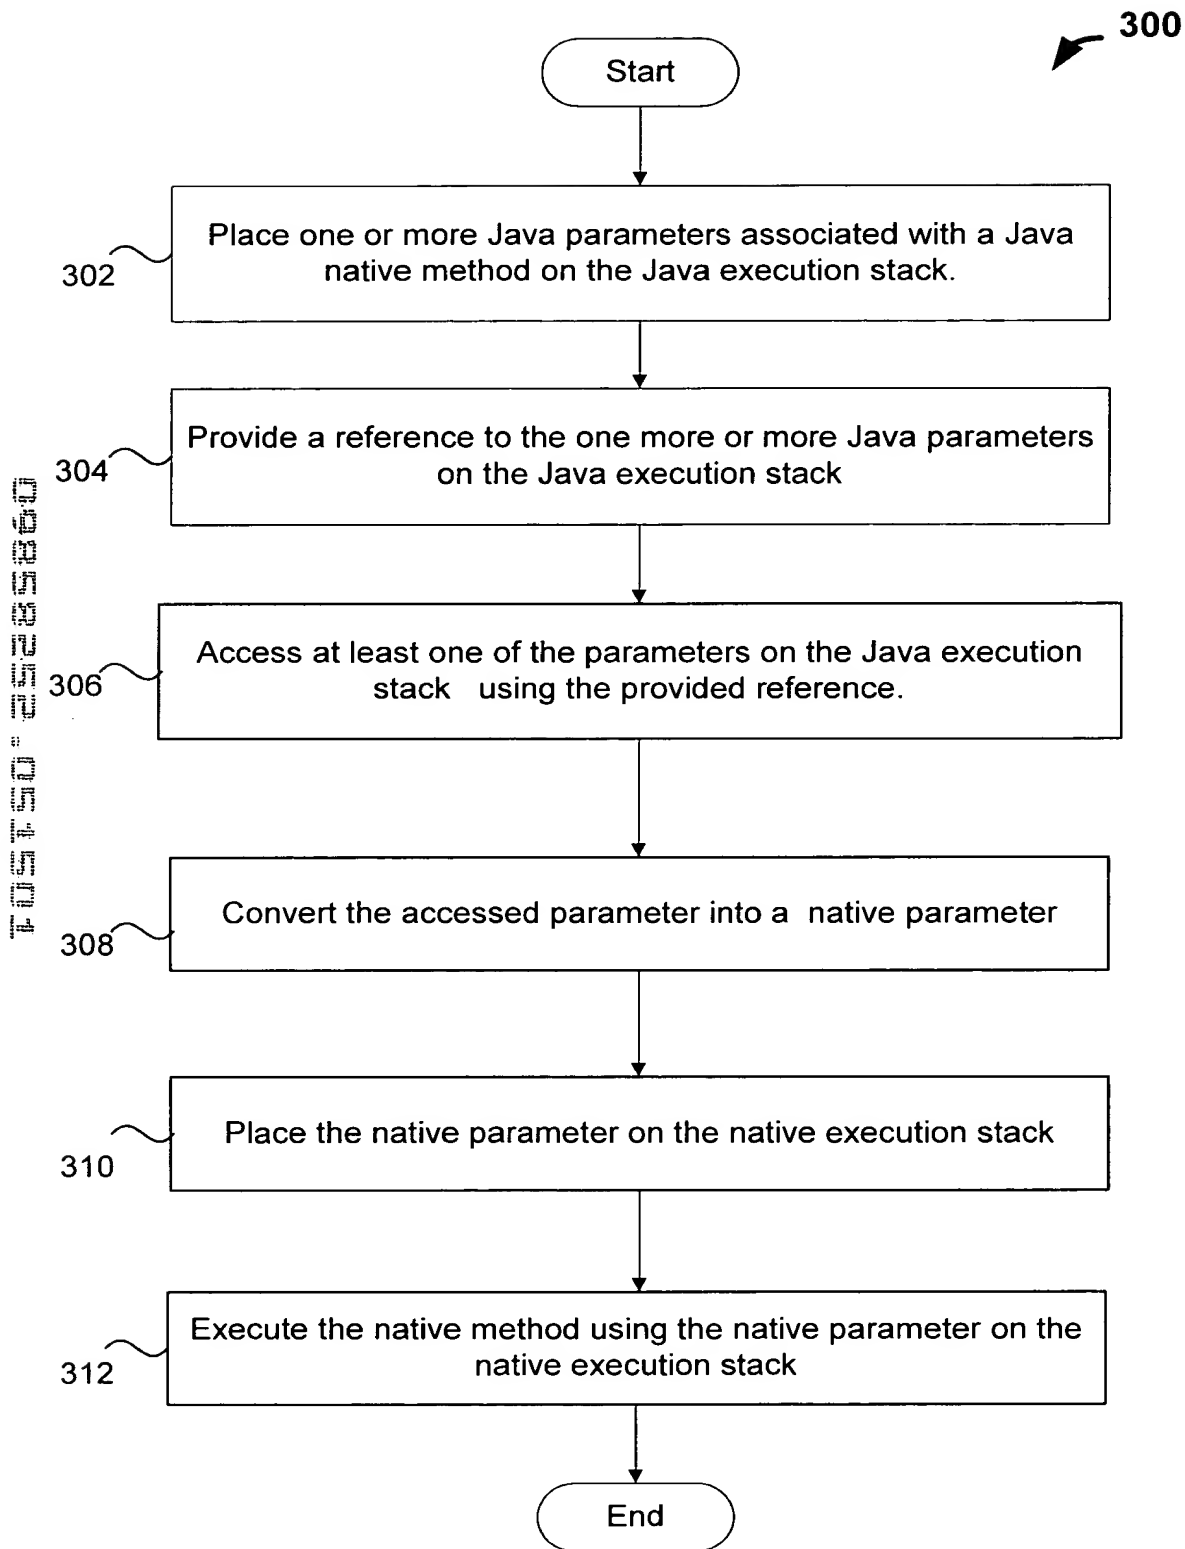 300
Start
Place one or more Java parameters associated with a Java
native method on the Java execution stack.
302
Provide a reference to the one more or more Java parameters
on the Java execution stack
304
Access at least one of the parameters on the Java execution
stack using the provided reference.
306
Convert the accessed parameter into a native parameter
308
Place the native parameter on the native execution stack
310
Execute the native method using the native parameter on the
native execution stack
312
End